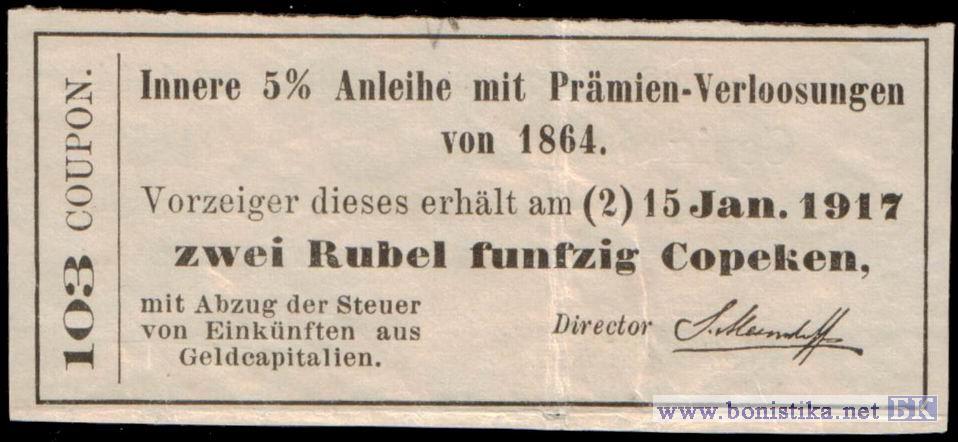 103 COUPON.
Innere 5% Anleihe mit Prämien-Verloosungen
von 1864.
Vorzeiger dieses erhält am (2) 15 Jan. 1917
zwei Rubel funfzig Copeken,
mit Abzug der Steuer
von Einkünften aus
Geldcapitalien.
Director
www.bonistika.net БК